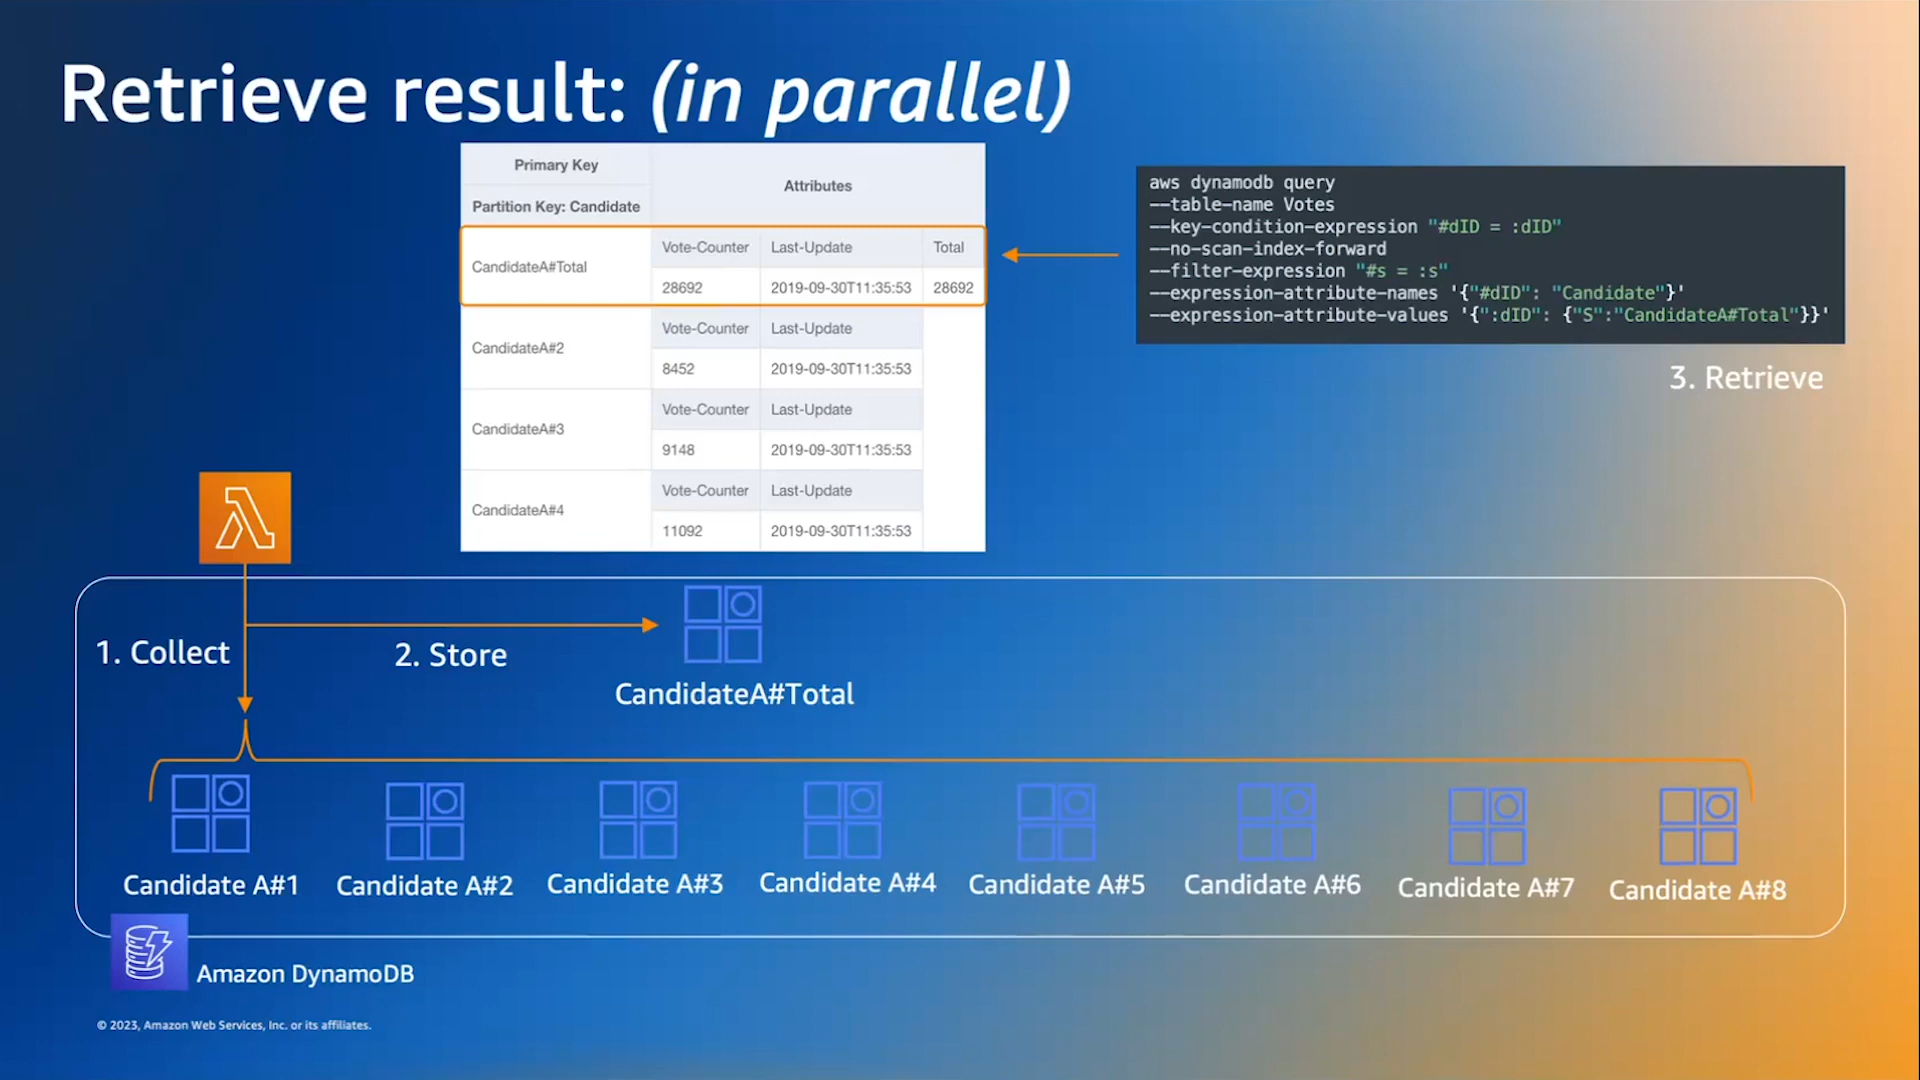 Retrieve result: (in parallel)
Primary Key
Attributes
Partition Key: Candidate
CandidateA#Total
Vote-Counter Last-Update Total
28692 2019-09-30T11:35:53 28692
CandidateA#2
Vote-Counter Last-Update
8452 2019-09-30T11:35:53
CandidateA#3
Vote-Counter Last-Update
9148 2019-09-30T11:35:53
CandidateA#4
Vote-Counter Last-Update
11092 2019-09-30T11:35:53
aws dynamodb query
--table-name Votes
--key-condition-expression "#dID = :dID"
--no-scan-index-forward
--filter-expression "#s = :s"
--expression-attribute-names '{"#dID": "Candidate"}'
--expression-attribute-values '{":dID": {"S":"CandidateA#Total"}}'
3. Retrieve
1. Collect
2. Store
CandidateA#Total
Candidate A#1 Candidate A#2 Candidate A#3 Candidate A#4 Candidate A#5 Candidate A#6 Candidate A#7 Candidate A#8
Amazon DynamoDB
© 2023, Amazon Web Services, Inc. or its affiliates.